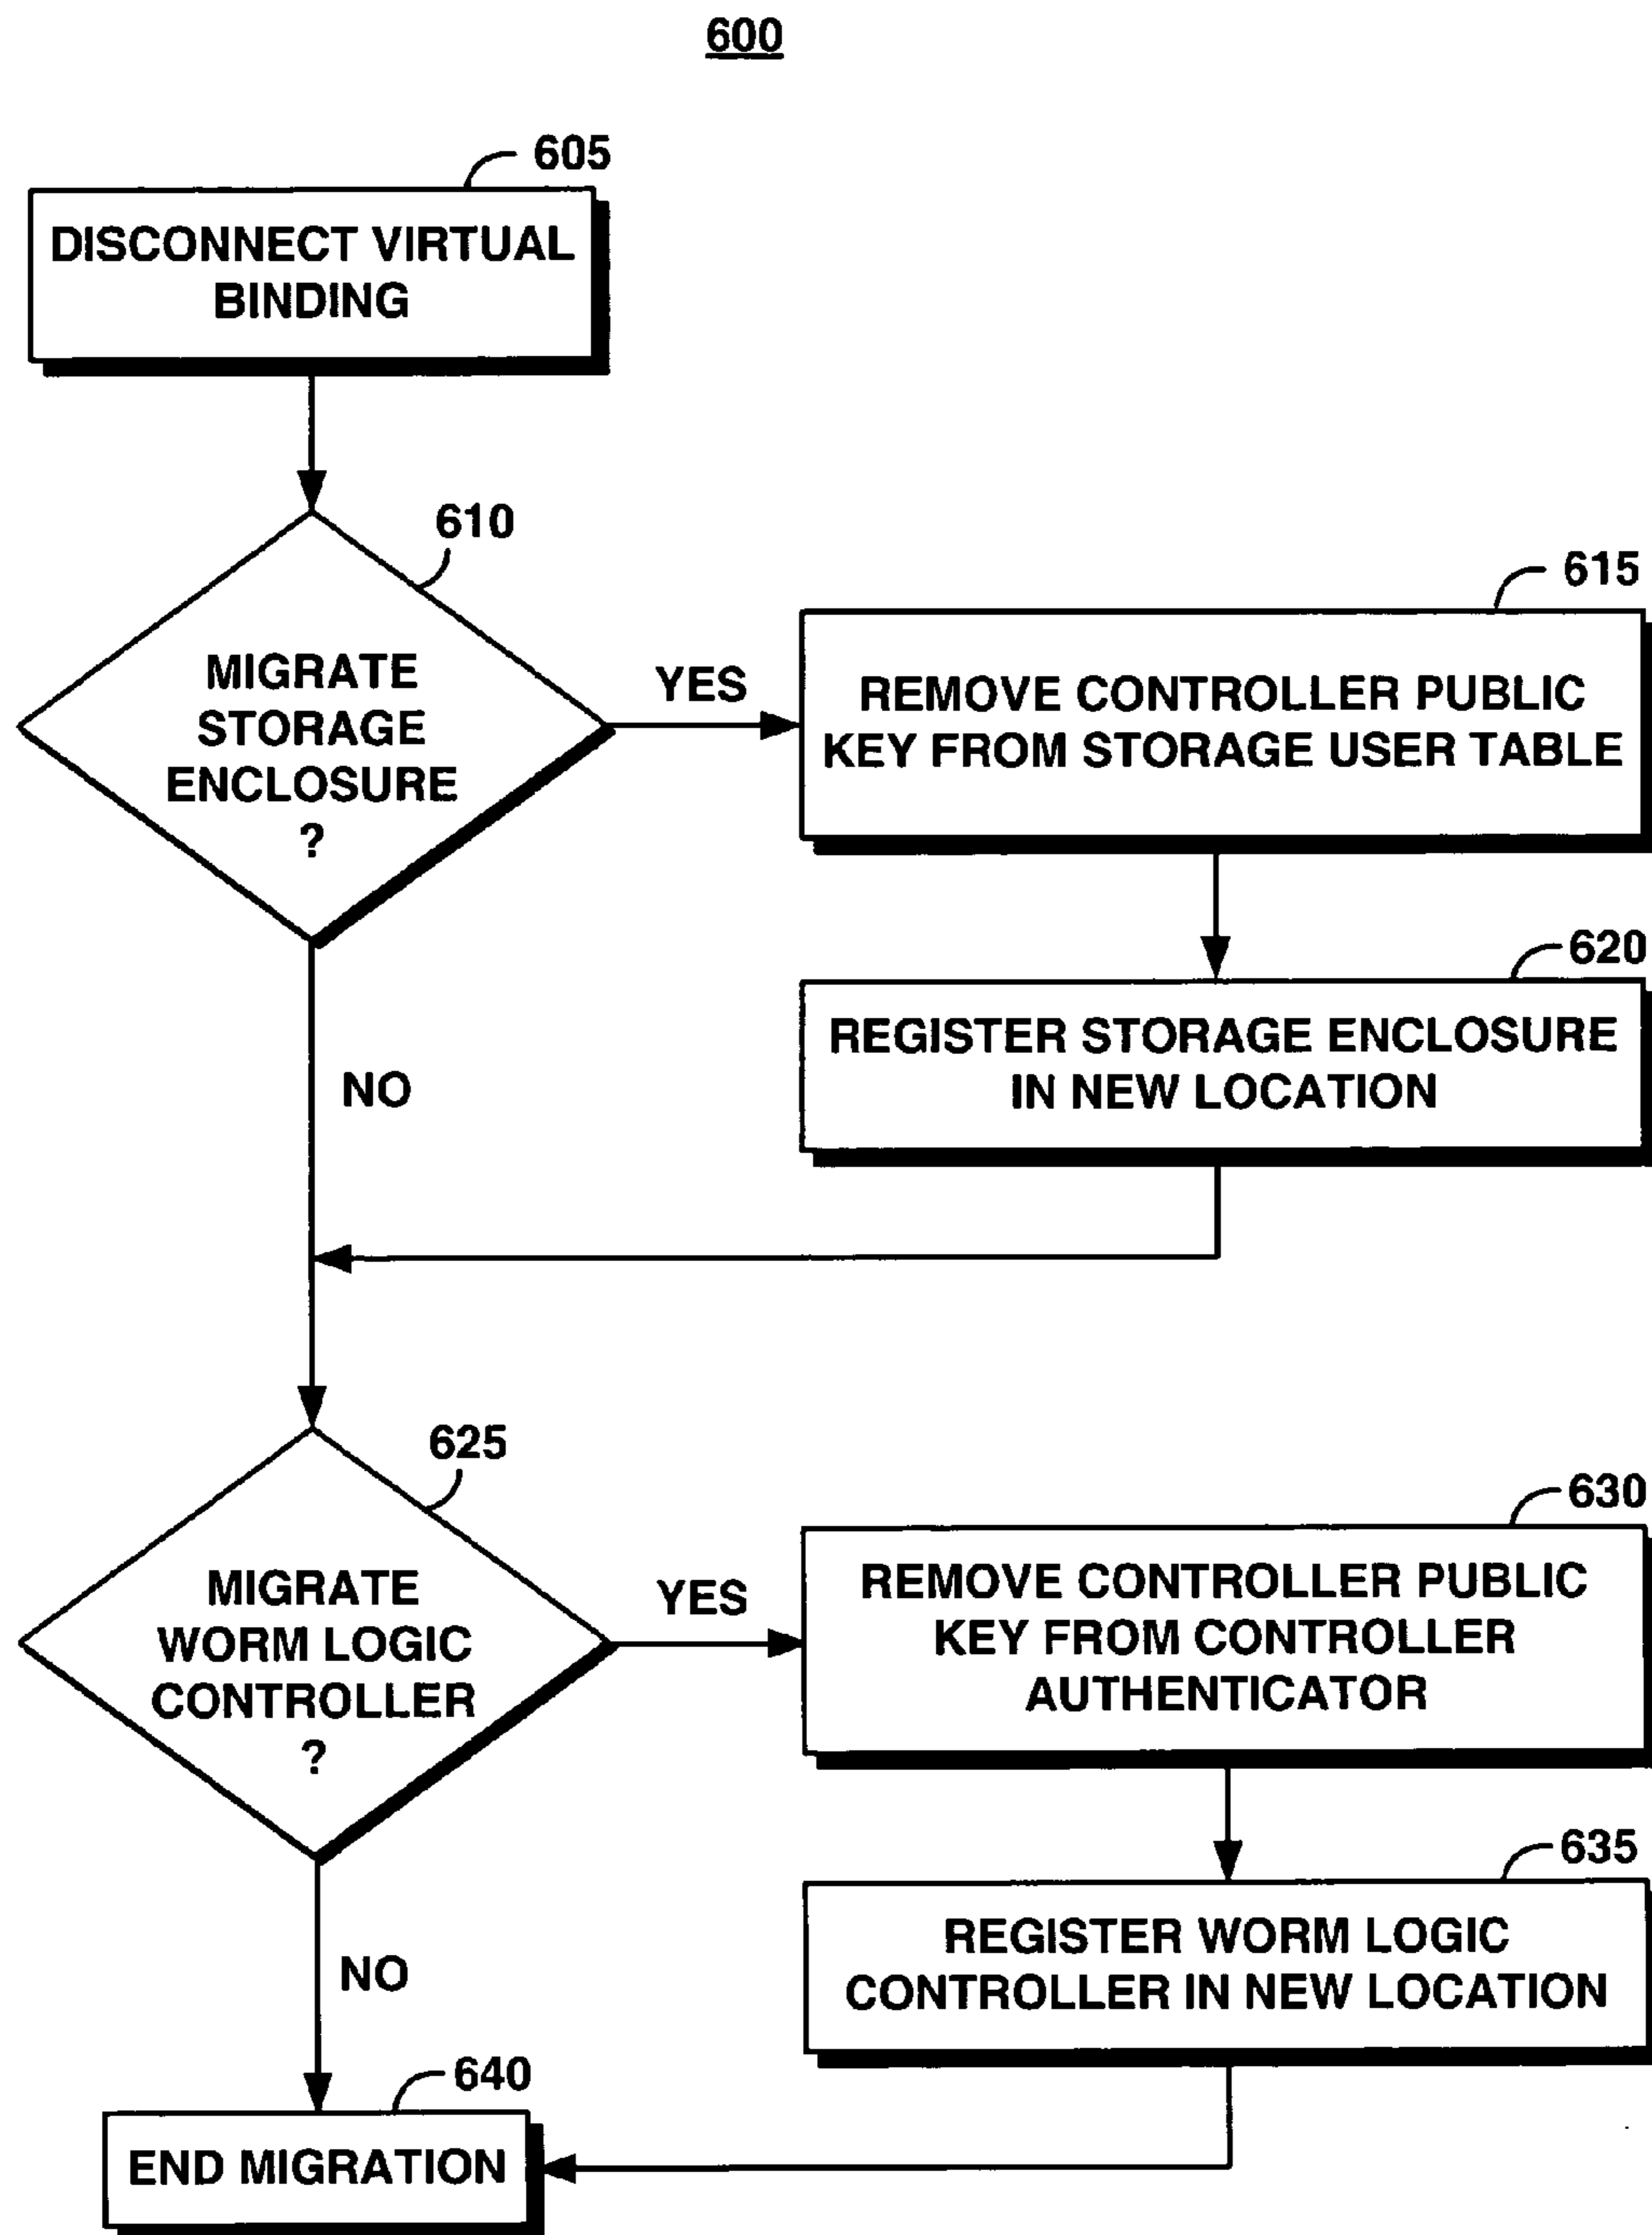 600
605
DISCONNECT VIRTUAL
BINDING
610
MIGRATE
STORAGE
ENCLOSURE
?
YES
615
REMOVE CONTROLLER PUBLIC
KEY FROM STORAGE USER TABLE
620
REGISTER STORAGE ENCLOSURE
IN NEW LOCATION
NO
625
MIGRATE
WORM LOGIC
CONTROLLER
?
YES
630
REMOVE CONTROLLER PUBLIC
KEY FROM CONTROLLER
AUTHENTICATOR
635
REGISTER WORM LOGIC
CONTROLLER IN NEW LOCATION
NO
640
END MIGRATION